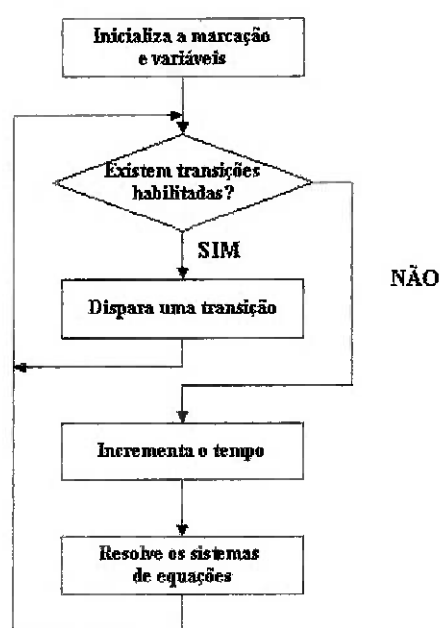 Inicializa a marcação
e variáveis
Existem transições
habilitadas?
SIM
NÃO
Dispara uma transição
Incrementa o tempo
Resolve os sistemas
de equações